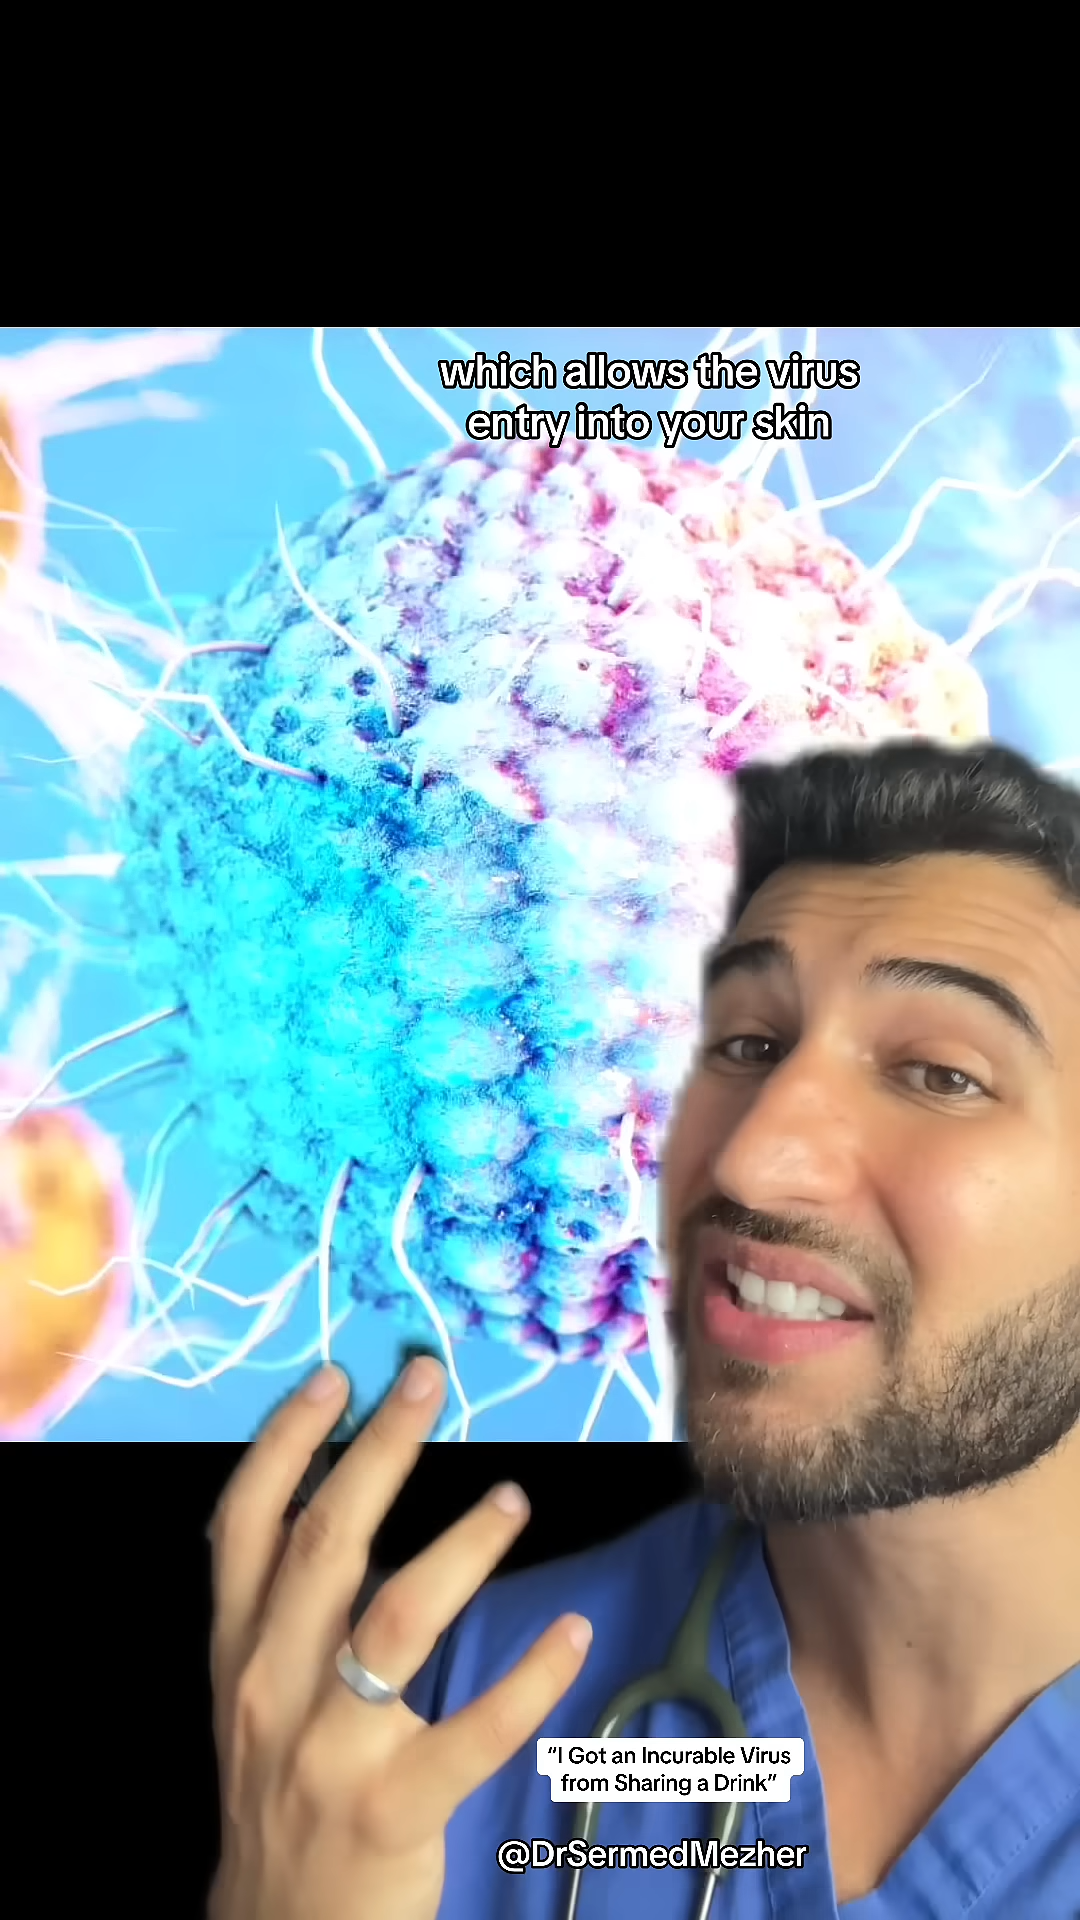 which allows the virus
entry into your skin
“I Got an Incurable Virus
from Sharing a Drink”
@DrSermedMezher